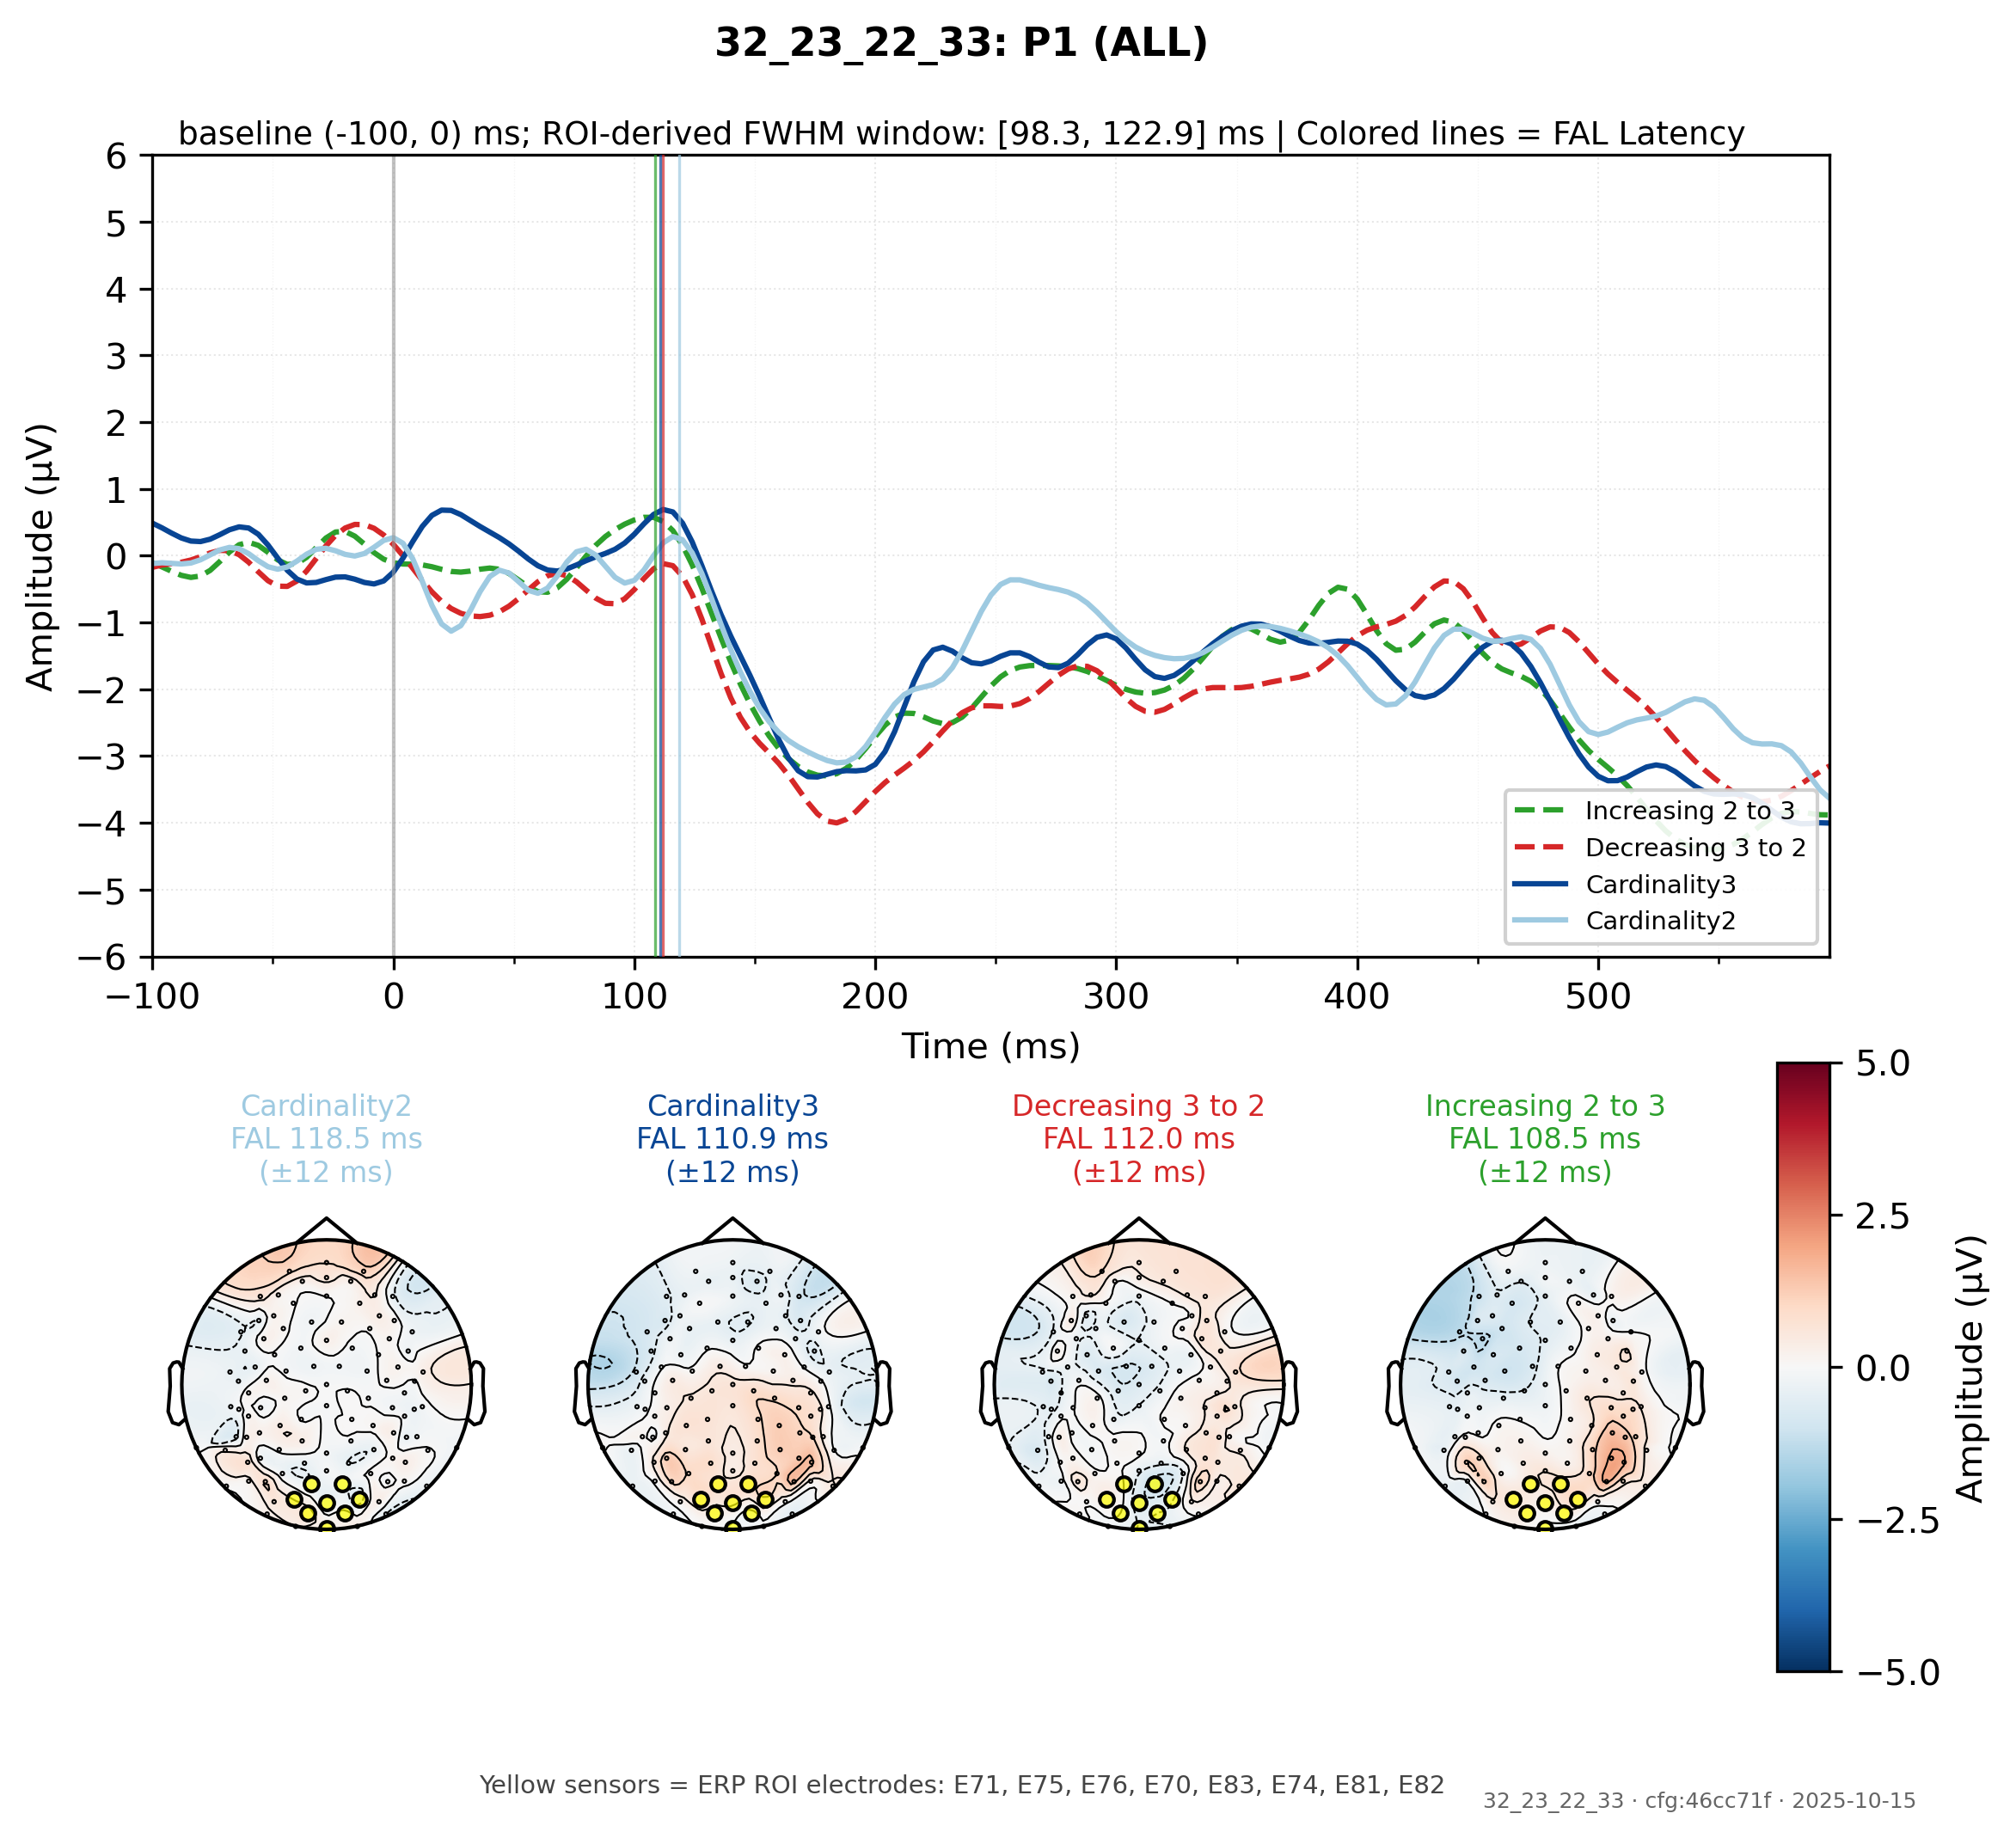 32_23_22_33: P1 (ALL)
baseline (-100, 0) ms; ROI-derived FWHM window: [98.3, 122.9] ms | Colored lines = FAL Latency
6
5
4
3
2
1
0
−1
−2
−3
−4
−5
−6
Amplitude (µV)
−100
0
100
200
300
400
500
Time (ms)
Increasing 2 to 3
Decreasing 3 to 2
Cardinality3
Cardinality2
Cardinality2
FAL 118.5 ms
(±12 ms)
Cardinality3
FAL 110.9 ms
(±12 ms)
Decreasing 3 to 2
FAL 112.0 ms
(±12 ms)
Increasing 2 to 3
FAL 108.5 ms
(±12 ms)
5.0
2.5
0.0
−2.5
−5.0
Amplitude (µV)
Yellow sensors = ERP ROI electrodes: E71, E75, E76, E70, E83, E74, E81, E82
32_23_22_33 · cfg:46cc71f · 2025-10-15